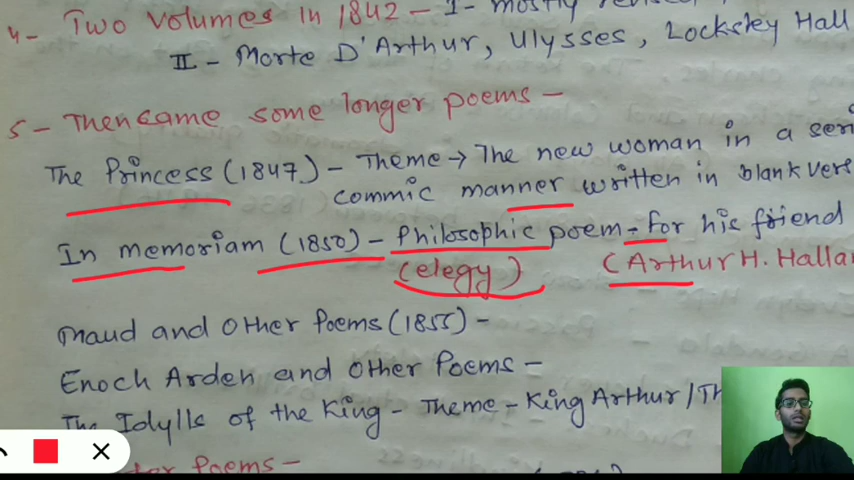 4- Two Volumes in 1842 - I- mostly
II - Morte D'Arthur, Ulysses, Locksley Hall
5- Then came some longer poems -
The Princess (1847) - Theme → The new woman in a
commic manner written in blank
In memoriam (1850) - Philosophic poem - For his friend
(elegy) (Arthur H.
Maud and Other Poems (1855) -
Enoch Arden and Other Poems -
The Idylls of the King - Theme - King Arthur /
Poems -